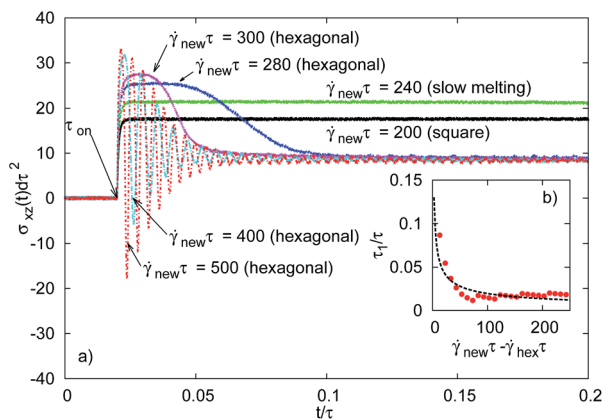 γ̇newτ = 300 (hexagonal)
γ̇newτ = 280 (hexagonal)
γ̇newτ = 240 (slow melting)
γ̇newτ = 200 (square)
τon
γ̇newτ = 400 (hexagonal)
γ̇newτ = 500 (hexagonal)
a)
σxz(t)dτ²
40
30
20
10
0
-10
-20
-30
-40
0
0.05
0.1
0.15
0.2
t/τ
b)
τ1/τ
0.15
0.1
0.05
0
0
100
200
γ̇newτ -γ̇hexτ